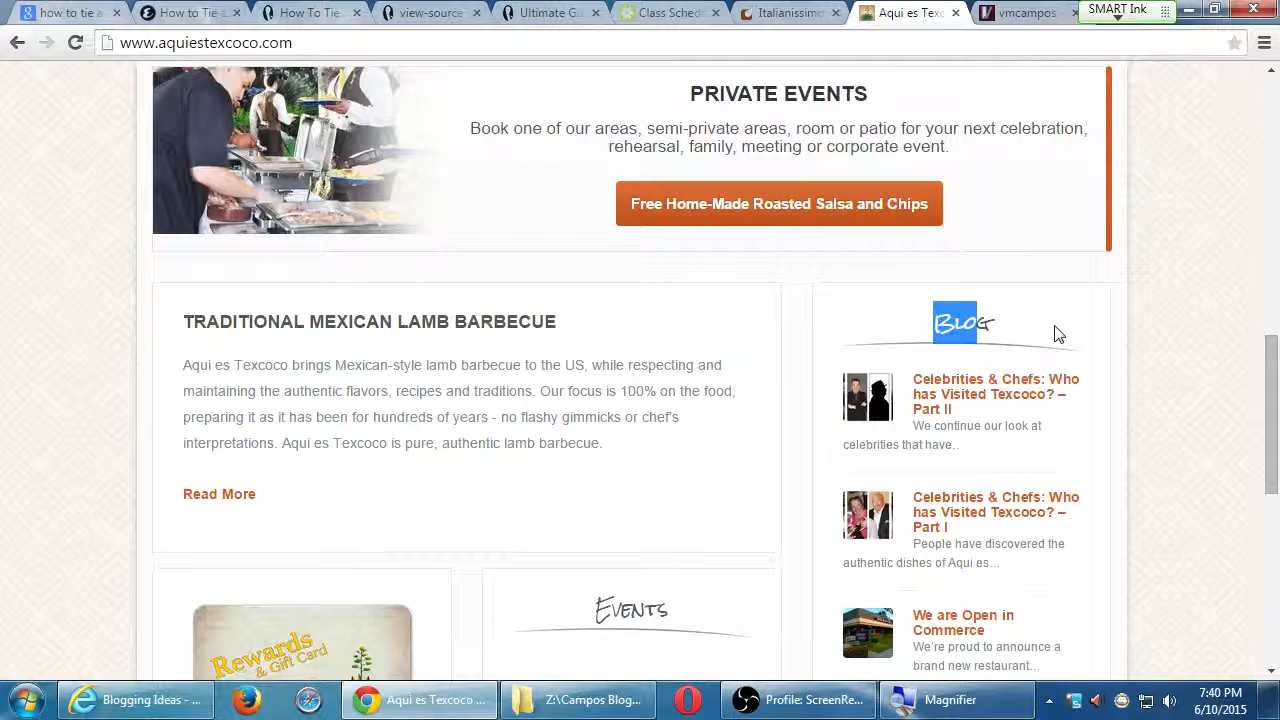 how to tie a
How to Tie a
How To Tie
view-source
Ultimate Gu
Class Sched
Italianissimo
Aqui es Texc
vmcampos
SMART Ink
www.aquiestexcoco.com
PRIVATE EVENTS
Book one of our areas, semi-private areas, room or patio for your next celebration,
rehearsal, family, meeting or corporate event.
Free Home-Made Roasted Salsa and Chips
TRADITIONAL MEXICAN LAMB BARBECUE
Aqui es Texcoco brings Mexican-style lamb barbecue to the US, while respecting and
maintaining the authentic flavors, recipes and traditions. Our focus is 100% on the food,
preparing it as it has been for hundreds of years - no flashy gimmicks or chef's
interpretations. Aqui es Texcoco is pure, authentic lamb barbecue.
Read More
Blog
Celebrities & Chefs: Who
has Visited Texcoco? –
Part II
We continue our look at
celebrities that have..
Celebrities & Chefs: Who
has Visited Texcoco? –
Part I
People have discovered the
authentic dishes of Aqui es...
We are Open in
Commerce
We're proud to announce a
brand new restaurant...
Events
Rewards
& Gift Card
Blogging Ideas - ...
Aqui es Texcoco ...
Z:\Campos Blog...
Profile: ScreenRe...
Magnifier
7:40 PM
6/10/2015